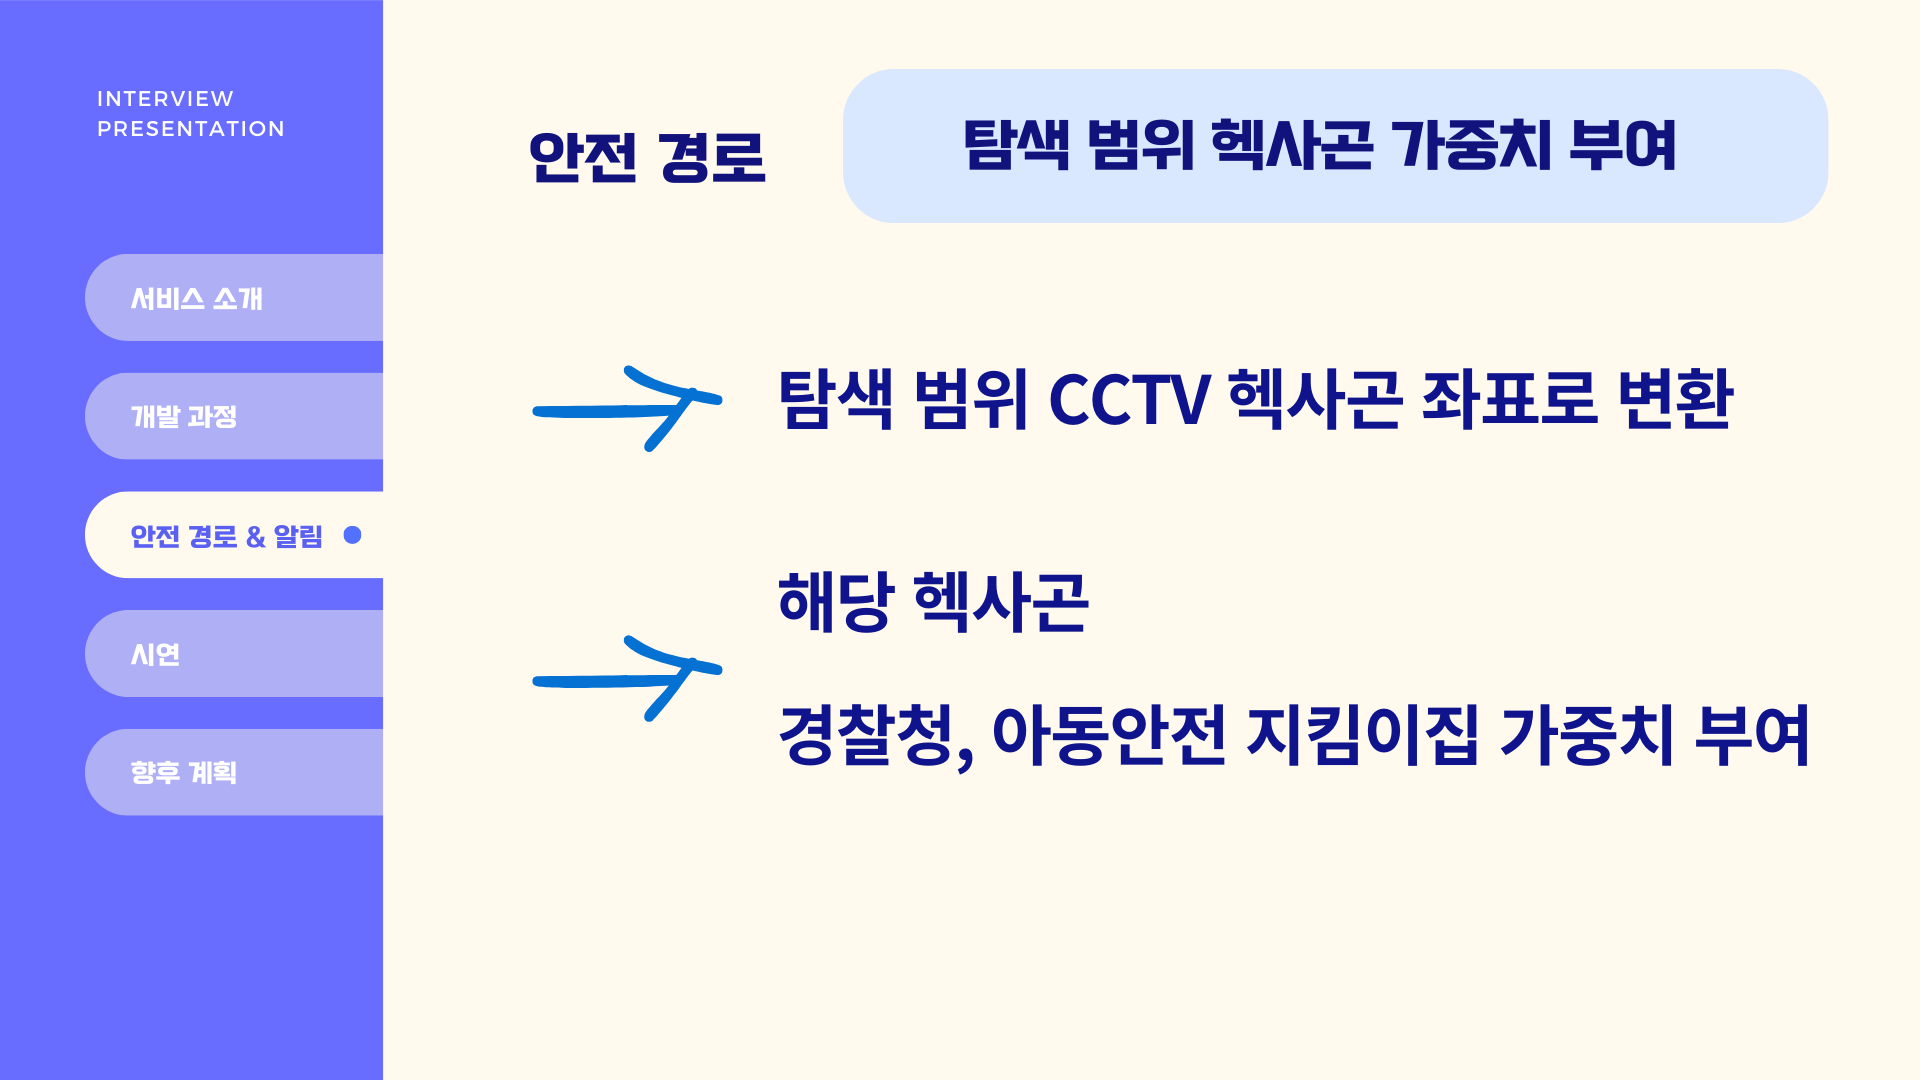 INTERVIEW
PRESENTATION
서비스 소개
개발 과정
안전 경로 & 알림
시연
향후 계획
안전 경로
탐색 범위 헥사곤 가중치 부여
탐색 범위 CCTV 헥사곤 좌표로 변환
해당 헥사곤
경찰청, 아동안전 지킴이집 가중치 부여